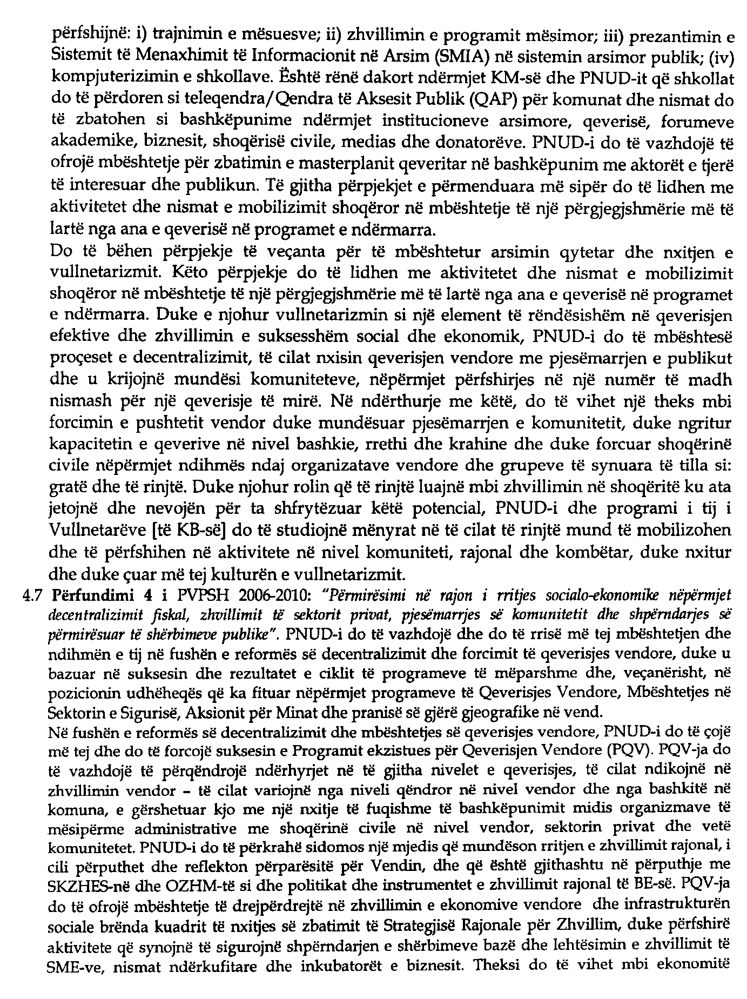 përfshijnë: i) trajnimin e mësuesve; ii) zhvillimin e programit mësimor; iii) prezantimin e
Sistemit të Menaxhimit të Informacionit në Arsim (SMIA) në sistemin arsimor publik; (iv)
kompjuterizimin e shkollave. Është rënë dakort ndërmjet KM-së dhe PNUD-it që shkollat
do të përdoren si teleqendra/Qendra të Aksesit Publik (QAP) për komunat dhe nismat do
të zbatohen si bashkëpunime ndërmjet institucioneve arsimore, qeverisë, forumeve
akademike, biznesit, shoqërisë civile, medias dhe donatorëve. PNUD-i do të vazhdojë të
ofrojë mbështetje për zbatimin e masterplanit qeveritar në bashkëpunim me aktorët e tjerë
të interesuar dhe publikun. Të gjitha përpjekjet e përmenduara më sipër do të lidhen me
aktivitetet dhe nismat e mobilizimit shoqëror në mbështetje të një përgjegjshmërie më të
lartë nga ana e qeverisë në programet e ndërmarra.
Do të bëhen përpjekje të veçanta për të mbështetur arsimin qytetar dhe nxitjen e
vullnetarizmit. Këto përpjekje do të lidhen me aktivitetet dhe nismat e mobilizimit
shoqëror në mbështetje të një përgjegjshmërie më të lartë nga ana e qeverisë në programet
e ndërmarra. Duke e njohur vullnetarizmin si një element të rëndësishëm në qeverisjen
efektive dhe zhvillimin e suksesshëm social dhe ekonomik, PNUD-i do të mbështesë
proçeset e decentralizimit, të cilat nxisin qeverisjen vendore me pjesëmarrjen e publikut
dhe u krijojnë mundësi komuniteteve, nëpërmjet përfshirjes në një numër të madh
nismash për një qeverisje të mirë. Në ndërthurje me këtë, do të vihet një theks mbi
forcimin e pushtetit vendor duke mundësuar pjesëmarrjen e komunitetit, duke ngritur
kapacitetin e qeverive në nivel bashkie, rrethi dhe krahine dhe duke forcuar shoqërinë
civile nëpërmjet ndihmës ndaj organizatave vendore dhe grupeve të synuara të tilla si:
gratë dhe të rinjtë. Duke njohur rolin që të rinjtë luajnë mbi zhvillimin në shoqëritë ku ata
jetojnë dhe nevojën për ta shfrytëzuar këtë potencial, PNUD-i dhe programi i tij i
Vullnetarëve [të KB-së] do të studiojnë mënyrat në të cilat të rinjtë mund të mobilizohen
dhe të përfshihen në aktivitete në nivel komuniteti, rajonal dhe kombëtar, duke nxitur
dhe duke çuar më tej kulturën e vullnetarizmit.
4.7 Përfundimi 4 i PVPSH 2006-2010: "Përmirësimi në rajon i rritjes socialo-ekonomike nëpërmjet
decentralizimit fiskal, zhvillimit të sektorit privat, pjesëmarrjes së komunitetit dhe shpërndarjes së
përmirësuar të shërbimeve publike". PNUD-i do të vazhdojë dhe do të rrisë më tej mbështetjen dhe
ndihmën e tij në fushën e reformës së decentralizimit dhe forcimit të qeverisjes vendore, duke u
bazuar në suksesin dhe rezultatet e ciklit të programeve të mëparshme dhe, veçanërisht, në
pozicionin udhëheqës që ka fituar nëpërmjet programeve të Qeverisjes Vendore, Mbështetjes në
Sektorin e Sigurisë, Aksionit për Minat dhe pranisë së gjërë gjeografike në vend.
Në fushën e reformës së decentralizimit dhe mbështetjes së qeverisjes vendore, PNUD-i do të çojë
më tej dhe do të forcojë suksesin e Programit ekzistues për Qeverisjen Vendore (PQV). PQV-ja do
të vazhdojë të përqëndrojë ndërhyrjet në të gjitha nivelet e qeverisjes, të cilat ndikojnë në
zhvillimin vendor – të cilat variojnë nga niveli qëndror në nivel vendor dhe nga bashkitë në
komuna, e gërshetuar kjo me një nxitje të fuqishme të bashkëpunimit midis organizmave të
mësipërme administrative me shoqërinë civile në nivel vendor, sektorin privat dhe vetë
komunitetet. PNUD-i do të përkrahë sidomos një mjedis që mundëson rritjen e zhvillimit rajonal, i
cili përputhet dhe reflekton përparësitë për Vendin, dhe që është gjithashtu në përputhje me
SKZHES-në dhe OZHM-të si dhe politikat dhe instrumentet e zhvillimit rajonal të BE-së. PQV-ja
do të ofrojë mbështetje të drejpërdrejtë në zhvillimin e ekonomive vendore dhe infrastrukturën
sociale brënda kuadrit të nxitjes së zbatimit të Strategjisë Rajonale për Zhvillim, duke përfshirë
aktivitete që synojnë të sigurojnë shpërndarjen e shërbimeve bazë dhe lehtësimin e zhvillimit të
SME-ve, nismat ndërkufitare dhe inkubatorët e biznesit. Theksi do të vihet mbi ekonomitë